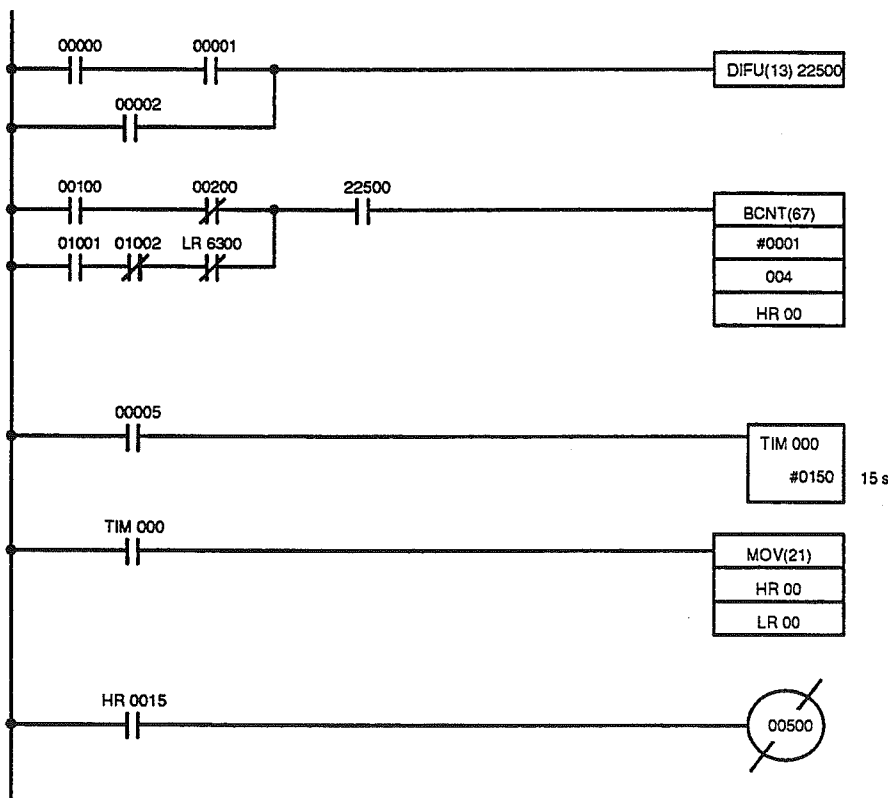 00000 00001
DIFU(13) 22500
00002
00100 00200 22500
BCNT(67)
#0001
01001 01002 LR 6300
004
HR 00
00005
TIM 000
#0150 15 s
TIM 000
MOV(21)
HR 00
LR 00
HR 0015
00500